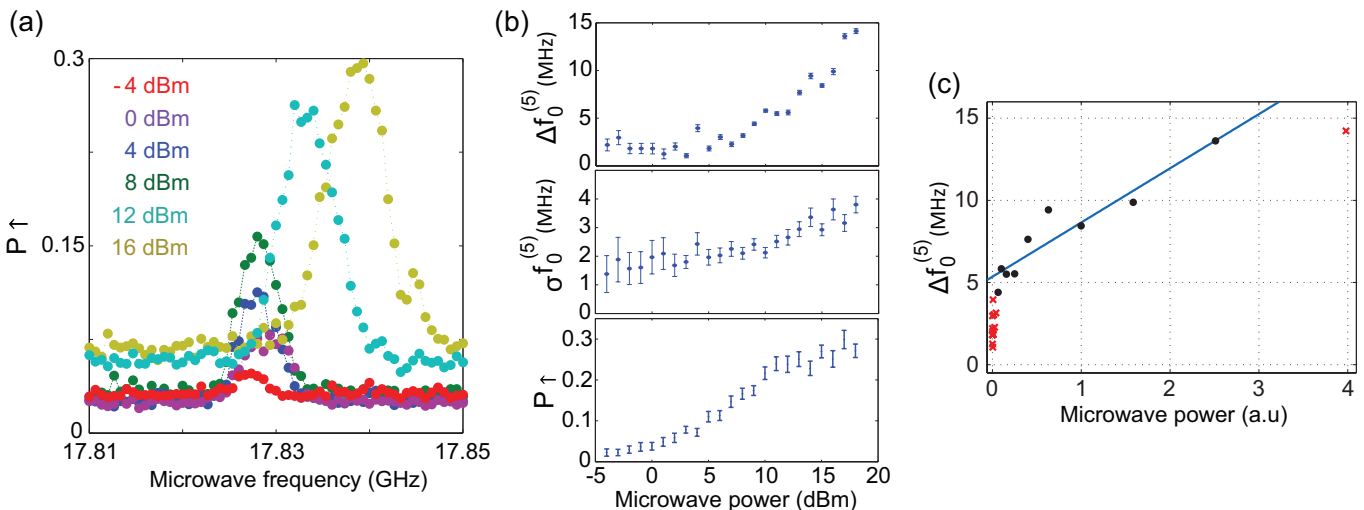 (a)
0.3
-4 dBm
0 dBm
4 dBm
8 dBm
12 dBm
16 dBm
0.15
P↑
0
17.81
17.83
17.85
Microwave frequency (GHz)
(b)
15
10
5
0
Δf₀⁽⁵⁾ (MHz)
4
3
2
1
0
σf₀⁽⁵⁾ (MHz)
0.3
0.2
0.1
0
P↑
-5
0
5
10
15
20
Microwave power (dBm)
(c)
15
10
5
0
Δf₀⁽⁵⁾ (MHz)
0
1
2
3
4
Microwave power (a.u)